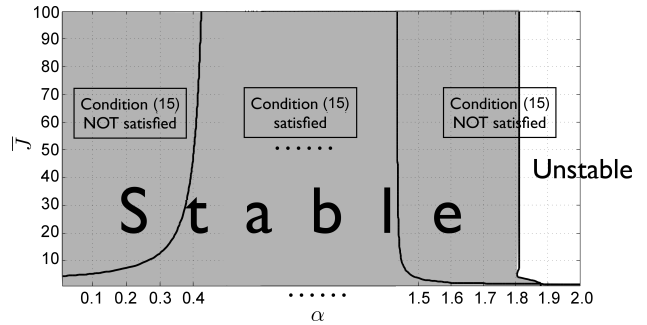 100
90
80
70
60
50
40
30
20
10
J
Condition (15)
NOT satisfied
Condition (15)
satisfied
......
Condition (15)
NOT satisfied
Unstable
Stable
0.1 0.2 0.3 0.4 ...... 1.5 1.6 1.7 1.8 1.9 2.0
α